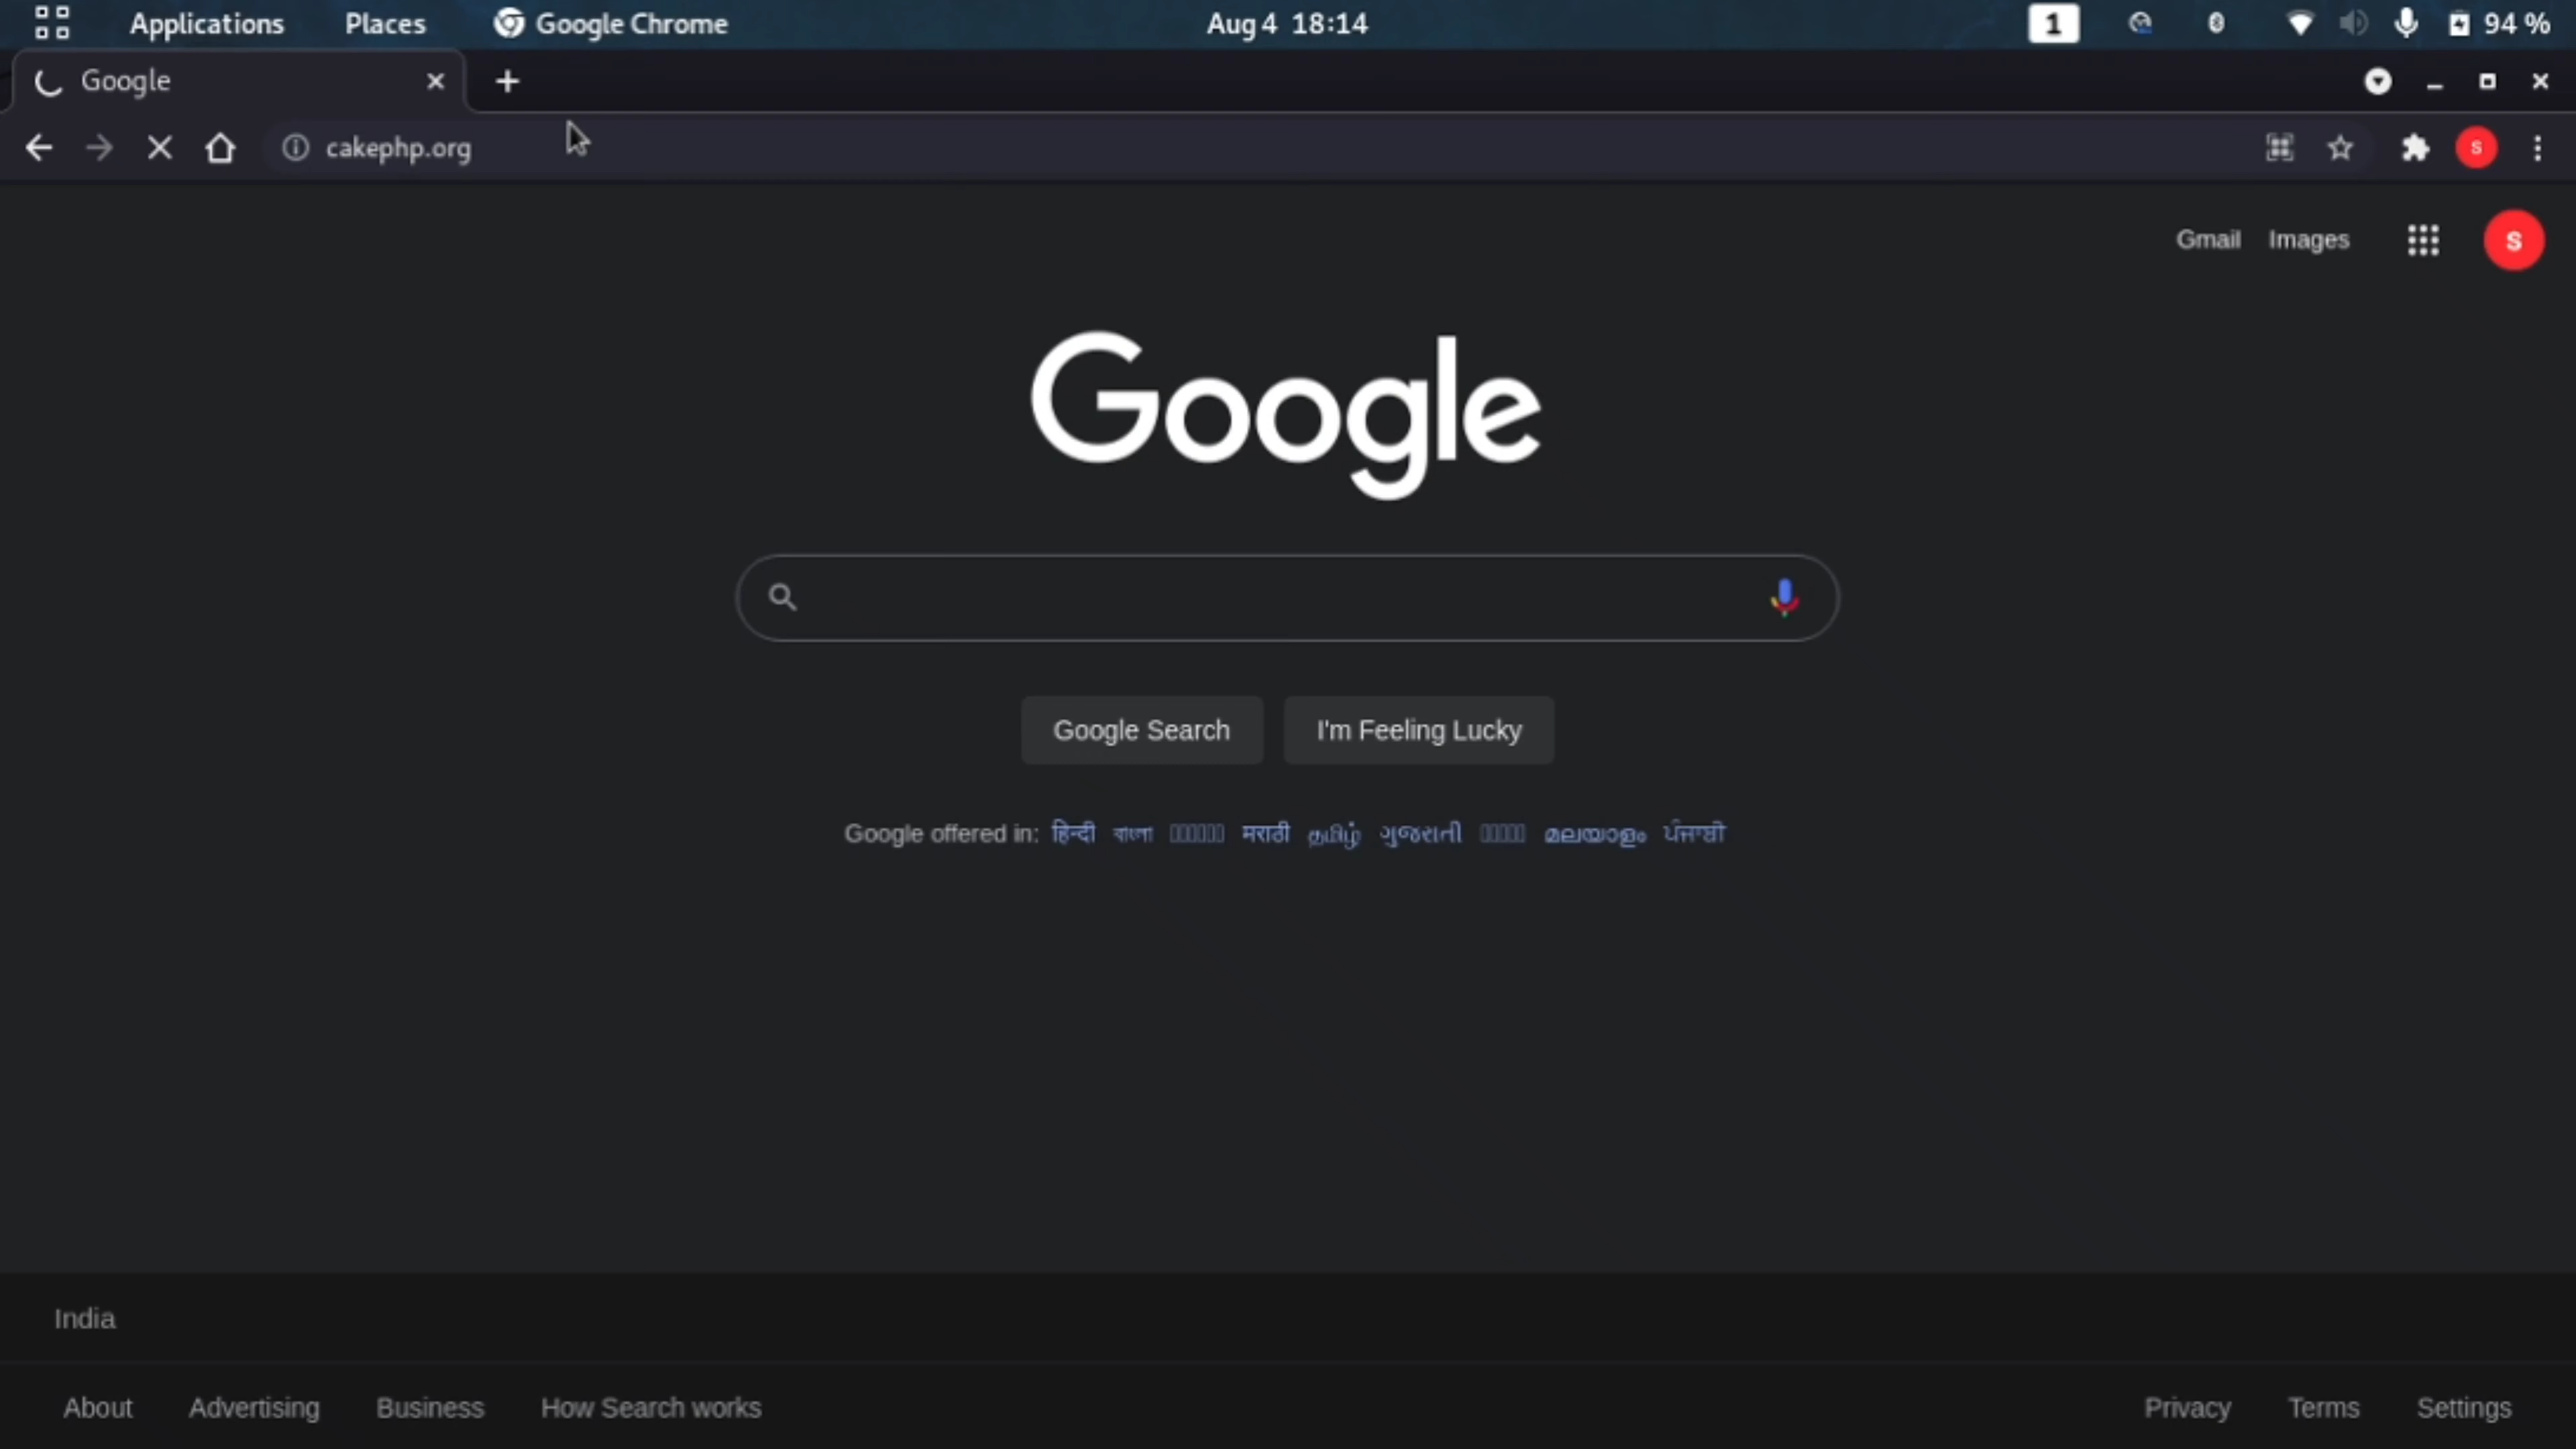 Applications Places Google Chrome Aug 4 18:14 1 94 %
Google
cakephp.org S
Gmail Images S
Google
Google Search I'm Feeling Lucky
Google offered in: हिन्दी বাংলা मराठी தமிழ் ગુજરાતી മലയാളം ਪੰਜਾਬੀ
India
About Advertising Business How Search works Privacy Terms Settings